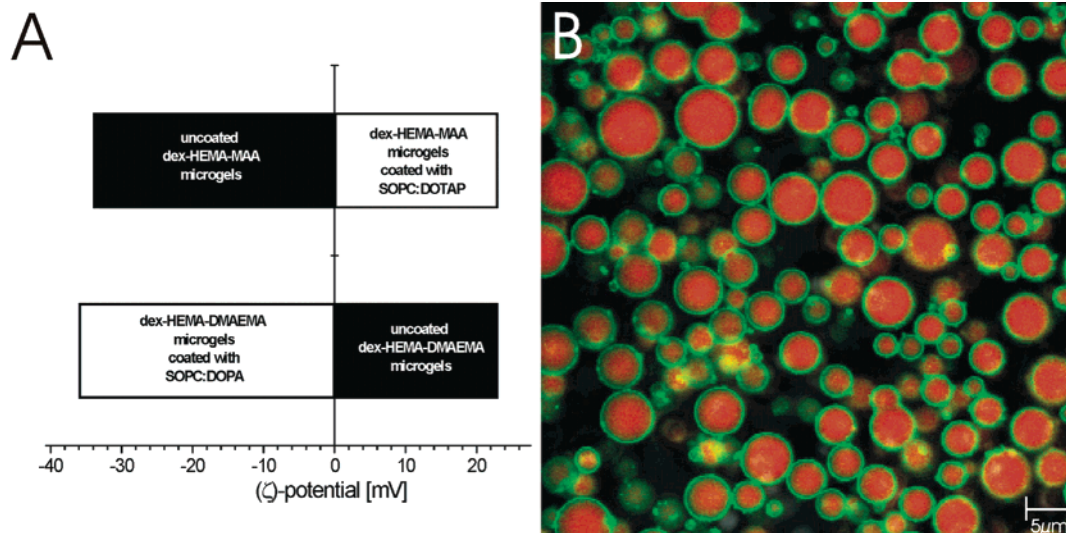 A
uncoated
dex-HEMA-MAA
microgels
dex-HEMA-MAA
microgels
coated with
SOPC:DOTAP
dex-HEMA-DMAEMA
microgels
coated with
SOPC:DOPA
uncoated
dex-HEMA-DMAEMA
microgels
-40 -30 -20 -10 0 10 20
(ζ)-potential [mV]
B
5µm